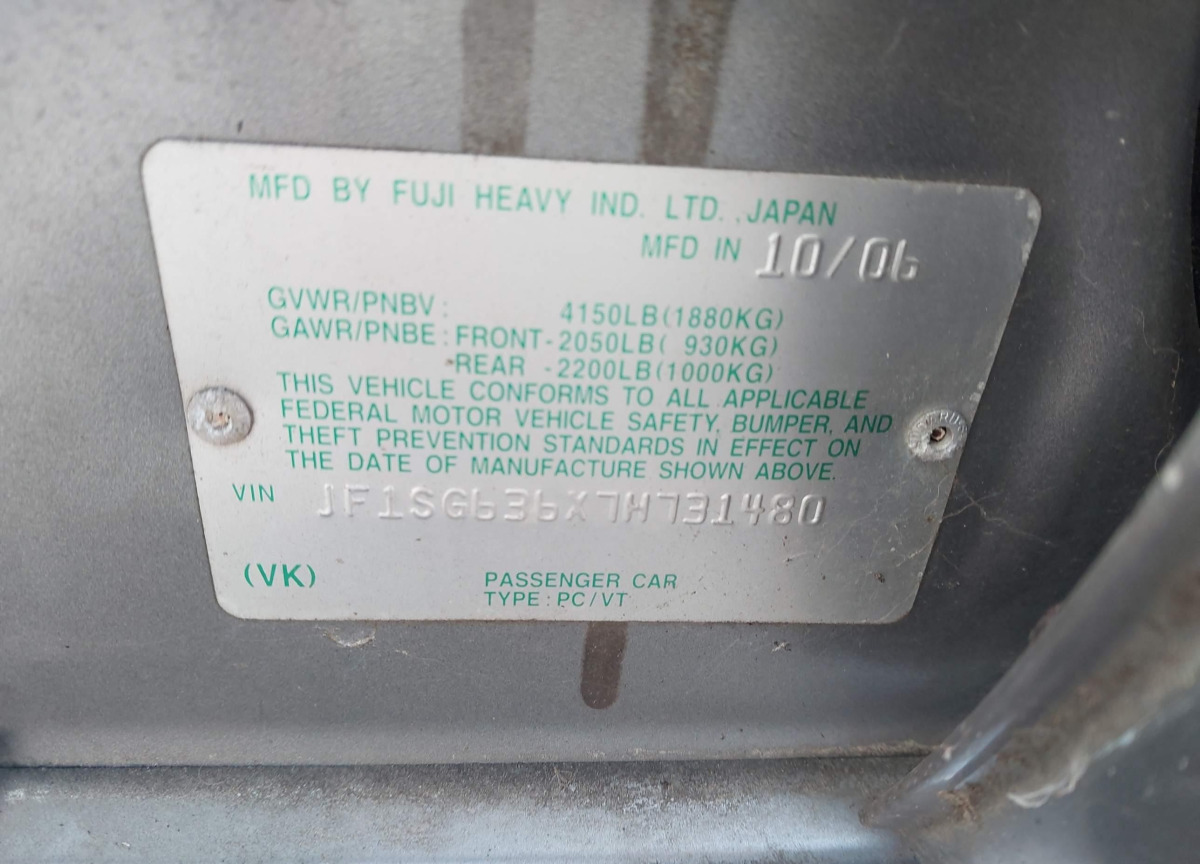 MFD BY FUJI HEAVY IND. LTD. JAPAN
MFD IN 10/06
GVWR/PNBV: 4150LB(1880KG)
GAWR/PNBE: FRONT-2050LB( 930KG)
REAR -2200LB(1000KG)
THIS VEHICLE CONFORMS TO ALL APPLICABLE
FEDERAL MOTOR VEHICLE SAFETY, BUMPER, AND
THEFT PREVENTION STANDARDS IN EFFECT ON
THE DATE OF MANUFACTURE SHOWN ABOVE.
VIN JF1SG636X7H731480
(VK)
PASSENGER CAR
TYPE: PC/VT